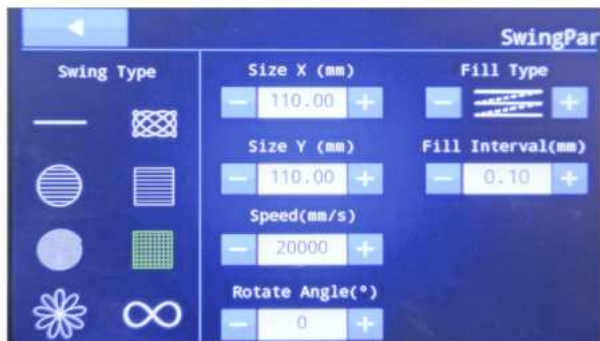 SwingPar
Swing Type
Size X (mm)
Fill Type
− 110.00 +
− +
Size Y (mm)
Fill Interval(mm)
− 110.00 +
− 0.10 +
Speed(mm/s)
− 20000 +
Rotate Angle(°)
− 0 +